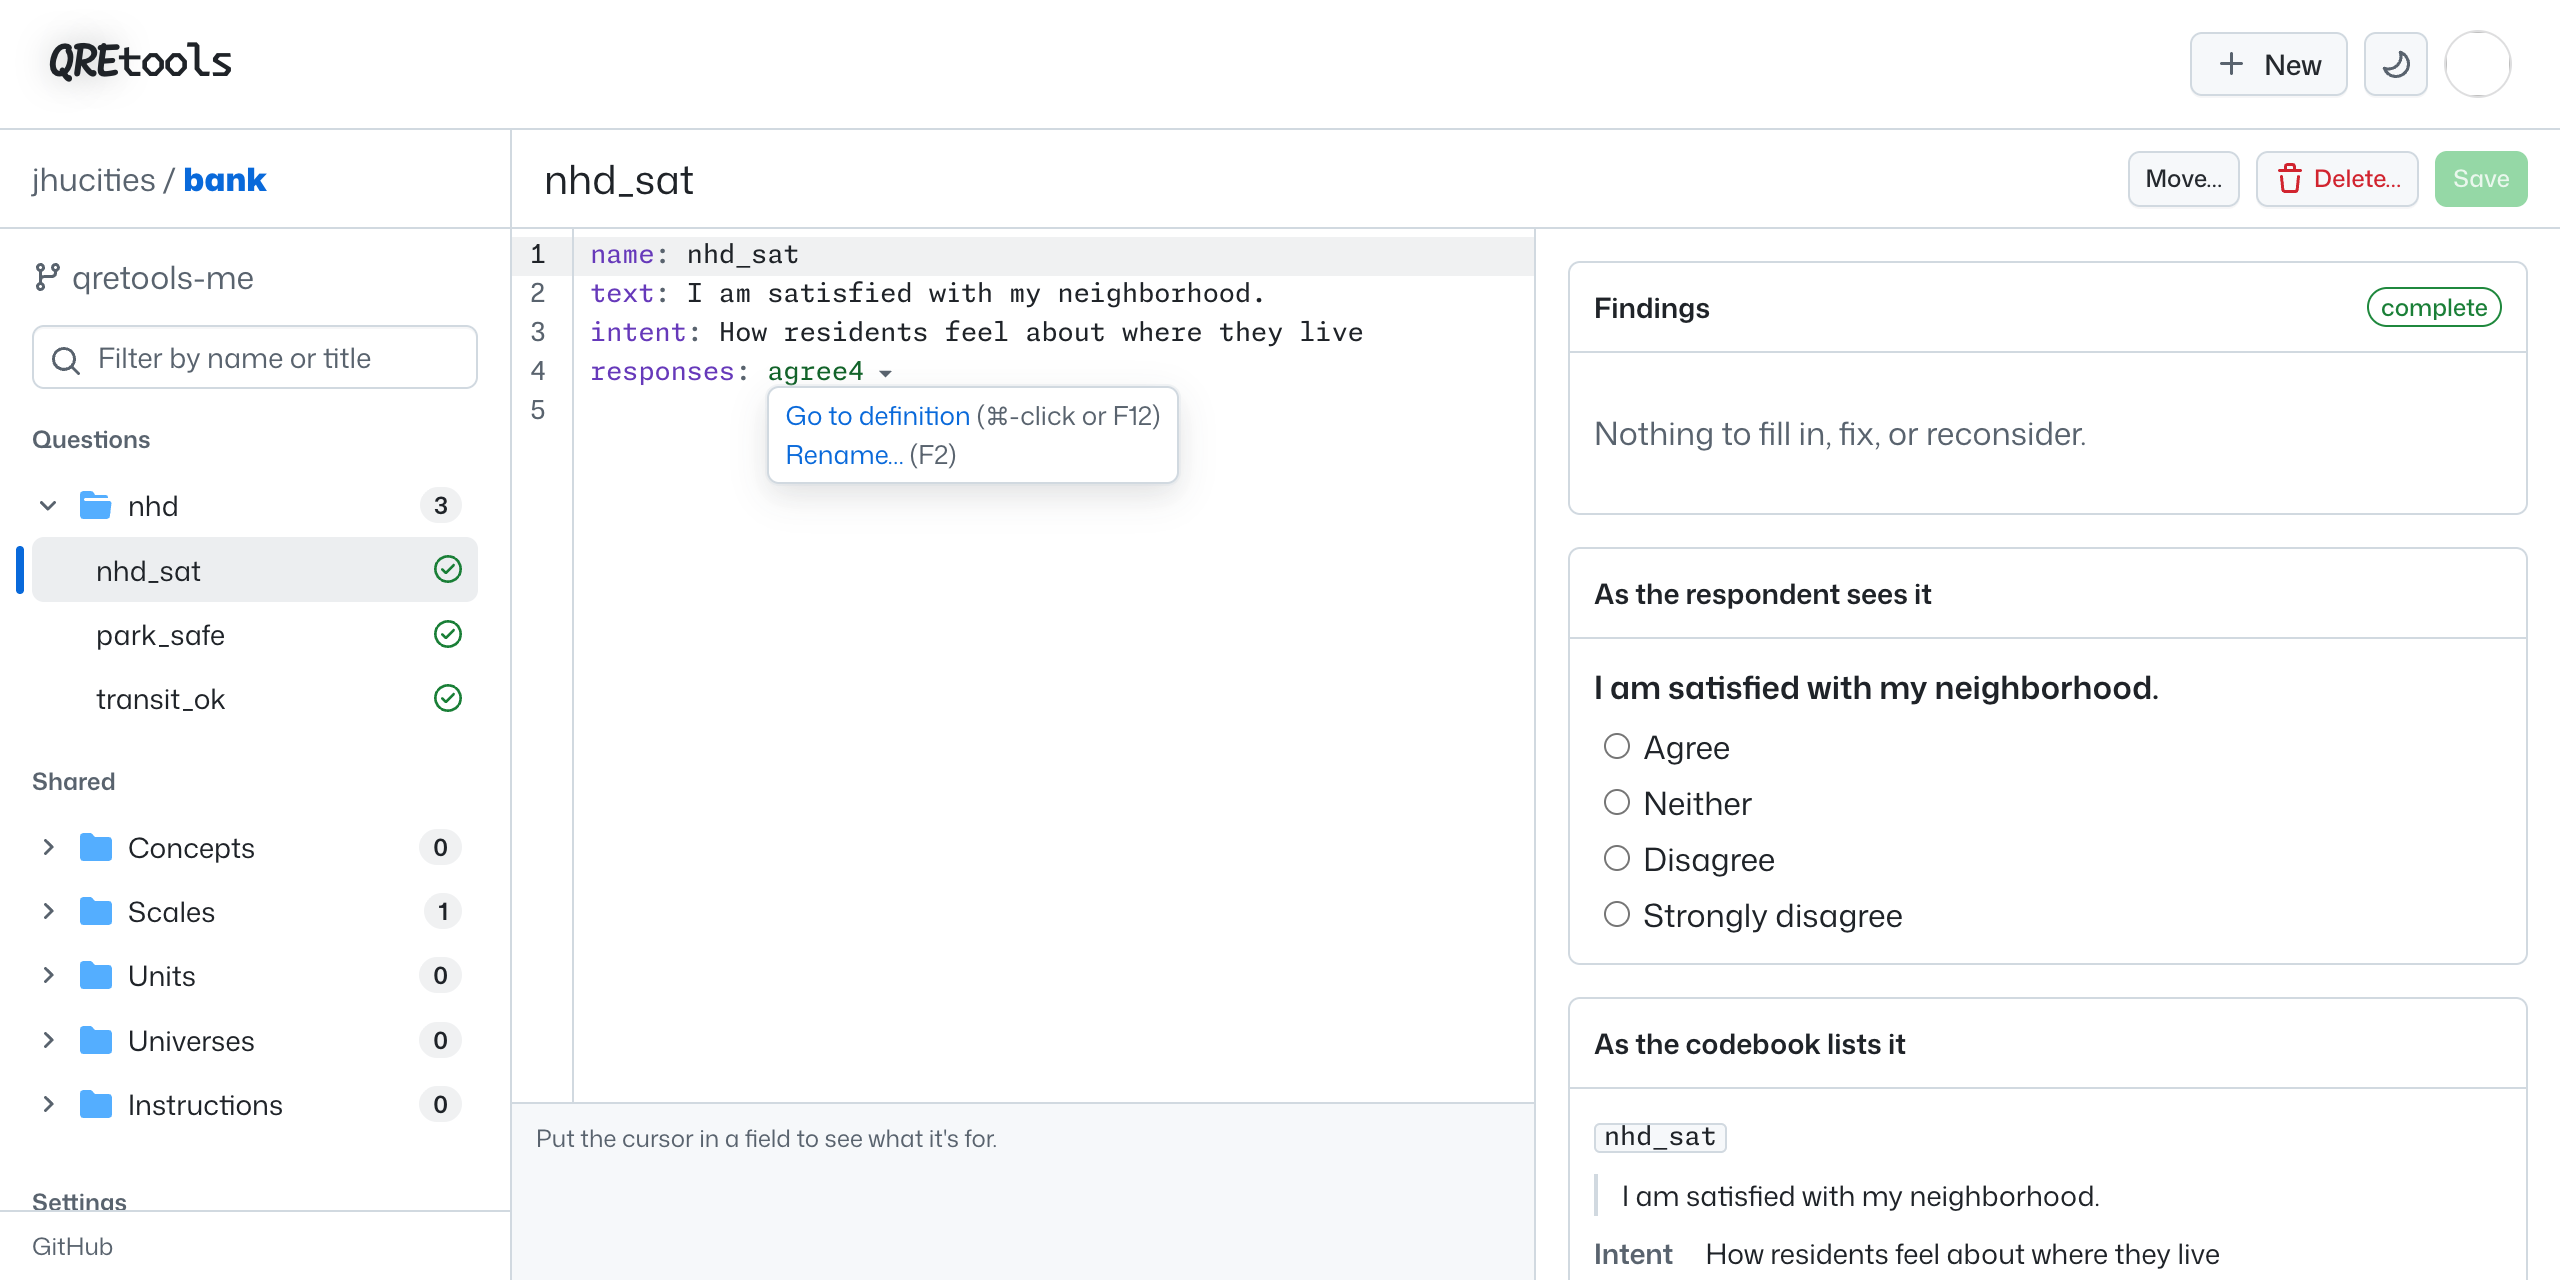 QREtools
New
jhucities / bank
nhd_sat
Move...
Delete...
Save
qretools-me
Filter by name or title
Questions
nhd 3
nhd_sat
park_safe
transit_ok
Shared
Concepts 0
Scales 1
Units 0
Universes 0
Instructions 0
Settings
GitHub
1 name: nhd_sat
2 text: I am satisfied with my neighborhood.
3 intent: How residents feel about where they live
4 responses: agree4
5
Go to definition (⌘-click or F12)
Rename... (F2)
Put the cursor in a field to see what it's for.
Findings complete
Nothing to fill in, fix, or reconsider.
As the respondent sees it
I am satisfied with my neighborhood.
Agree
Neither
Disagree
Strongly disagree
As the codebook lists it
nhd_sat
I am satisfied with my neighborhood.
Intent How residents feel about where they live